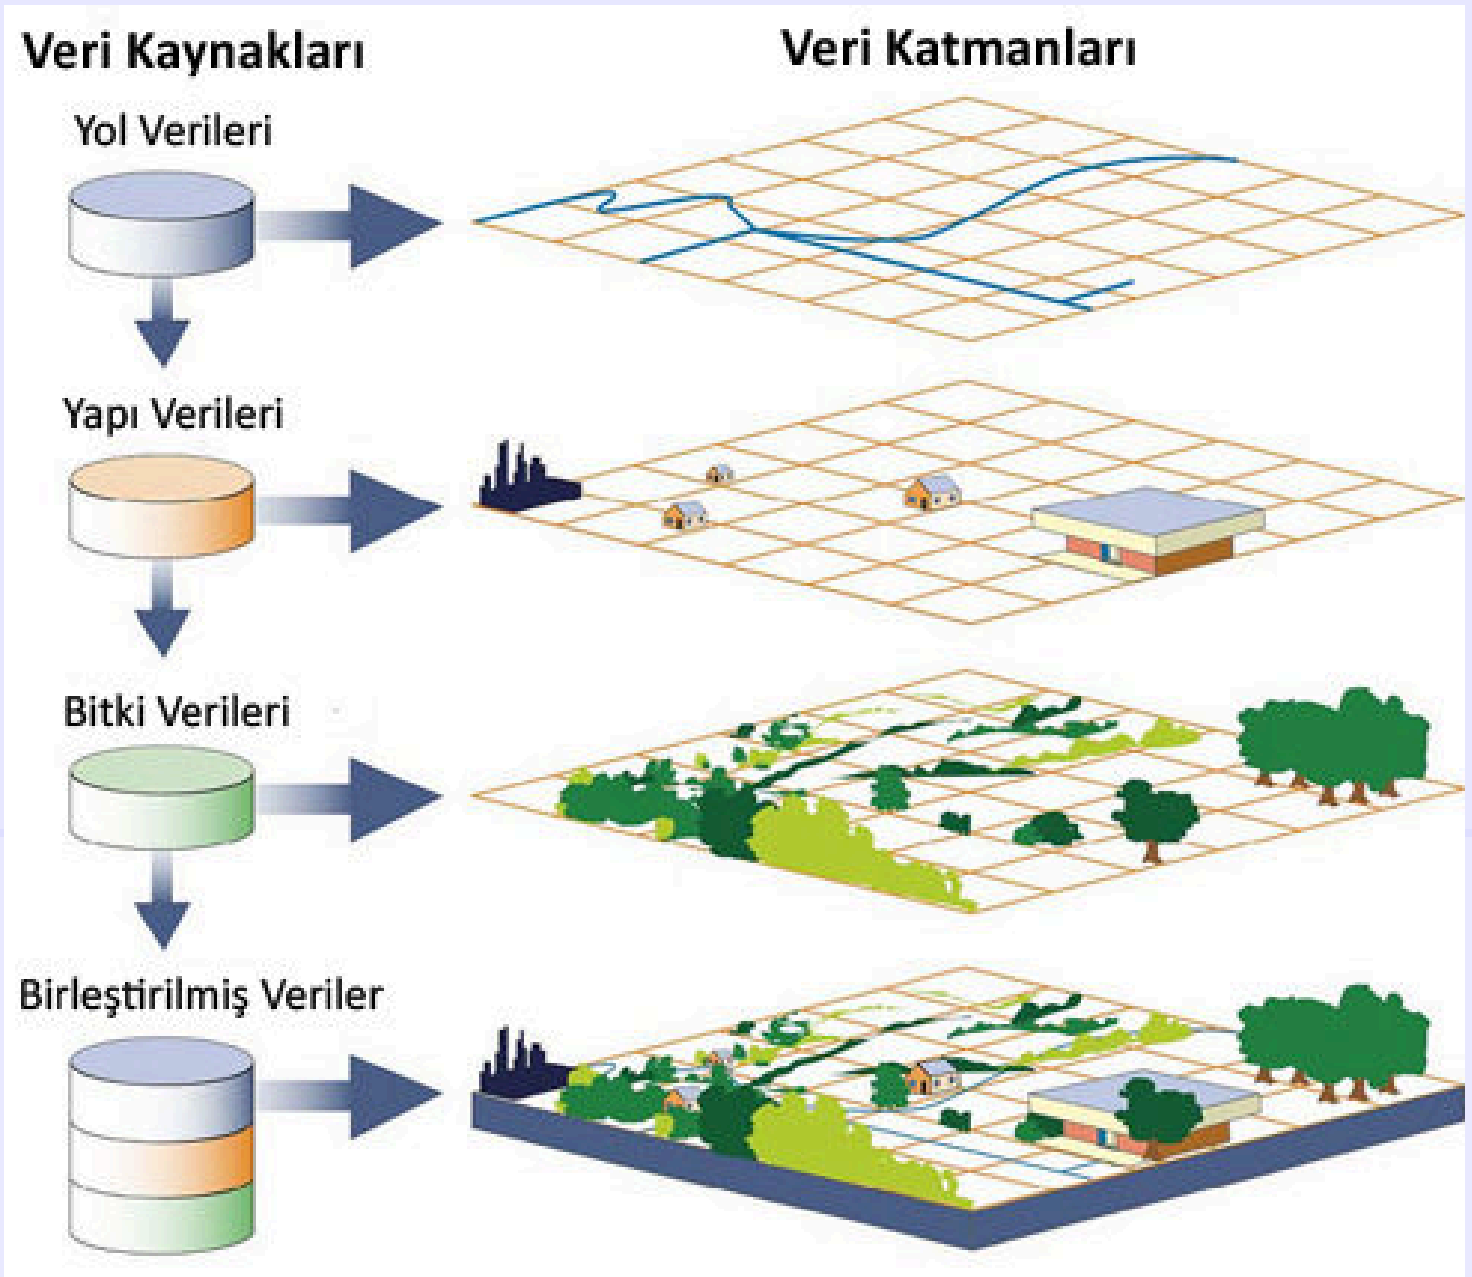 Veri Kaynakları
Veri Katmanları
Yol Verileri
Yapı Verileri
Bitki Verileri
Birleştirilmiş Veriler